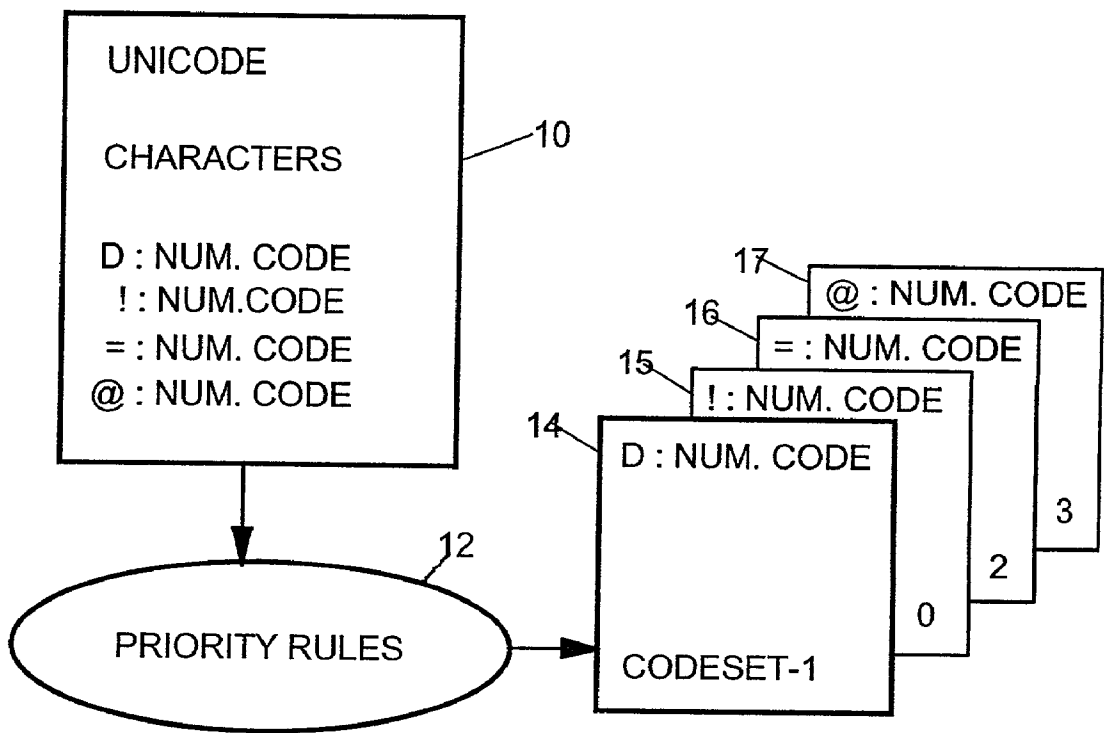 UNICODE
CHARACTERS
D : NUM. CODE
! : NUM.CODE
= : NUM. CODE
@ : NUM. CODE
10
12
PRIORITY RULES
17
@ : NUM. CODE
3
16
= : NUM. CODE
2
15
! : NUM. CODE
0
14
D : NUM. CODE
CODESET-1